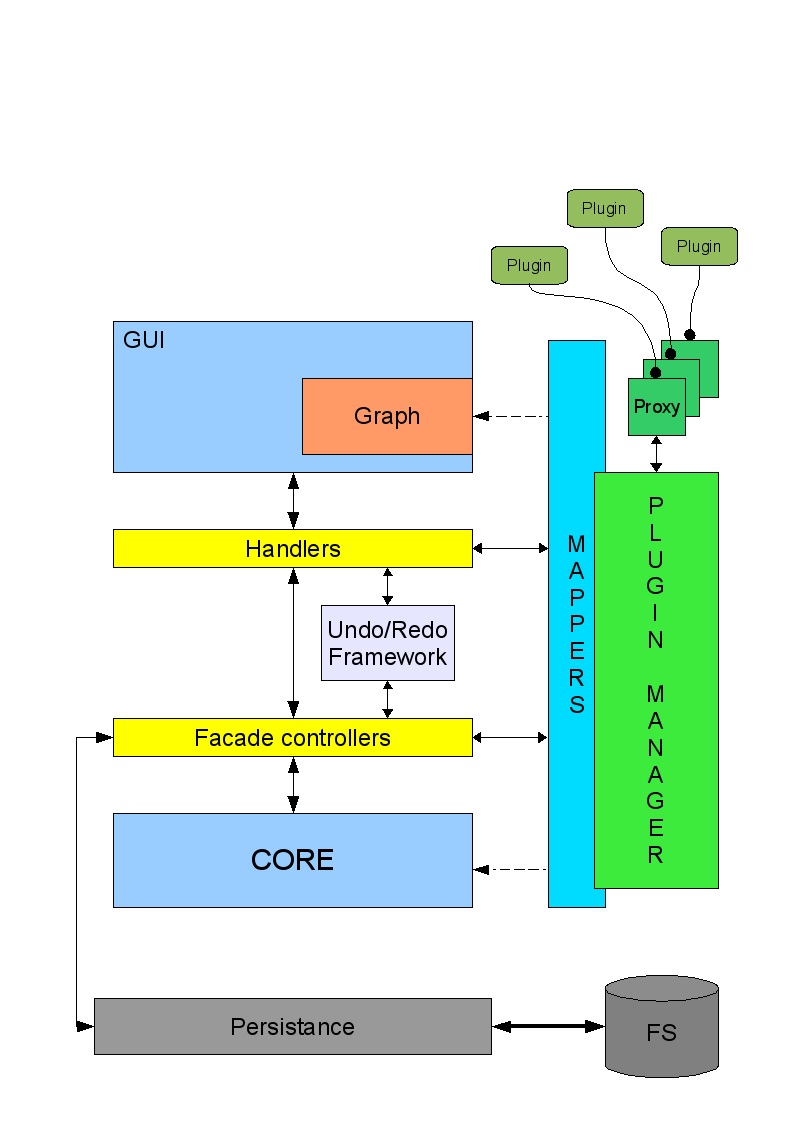 Plugin
Plugin
Plugin
GUI
Graph
Proxy
Handlers
MAPPERS
PLUGIN MANAGER
Undo/Redo
Framework
Facade controllers
CORE
Persistance
FS